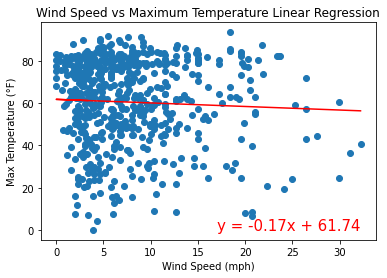 Wind Speed vs Maximum Temperature Linear Regression
Max Temperature (°F)
80
60
40
20
0
y = -0.17x + 61.74
0 5 10 15 20 25 30
Wind Speed (mph)